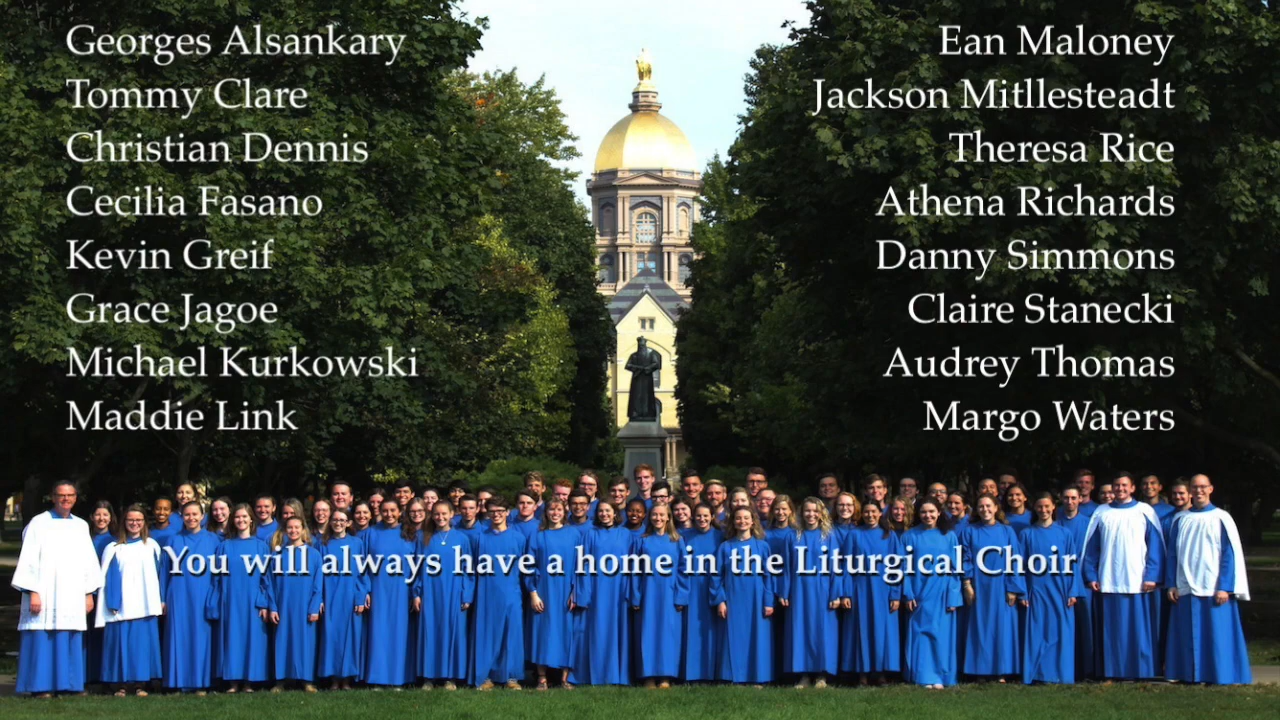 Georges Alsankary
Tommy Clare
Christian Dennis
Cecilia Fasano
Kevin Greif
Grace Jagoe
Michael Kurkowski
Maddie Link
Ean Maloney
Jackson Mitllesteadt
Theresa Rice
Athena Richards
Danny Simmons
Claire Stanecki
Audrey Thomas
Margo Waters
You will always have a home in the Liturgical Choir